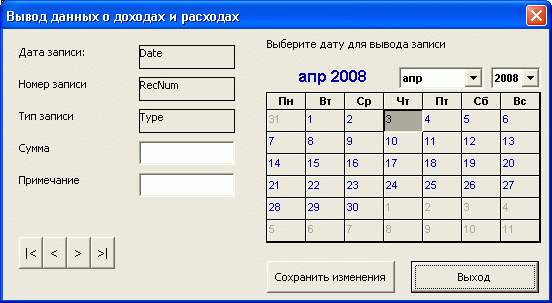 Вывод данных о доходах и расходах
Дата записи: Date
Номер записи RecNum
Тип записи Type
Сумма
Примечание
|< < > >|
Выберите дату для вывода записи
апр 2008 апр 2008
Пн Вт Ср Чт Пт Сб Вс
31 1 2 3 4 5 6
7 8 9 10 11 12 13
14 15 16 17 18 19 20
21 22 23 24 25 26 27
28 29 30 1 2 3 4
5 6 7 8 9 10 11
Сохранить изменения Выход